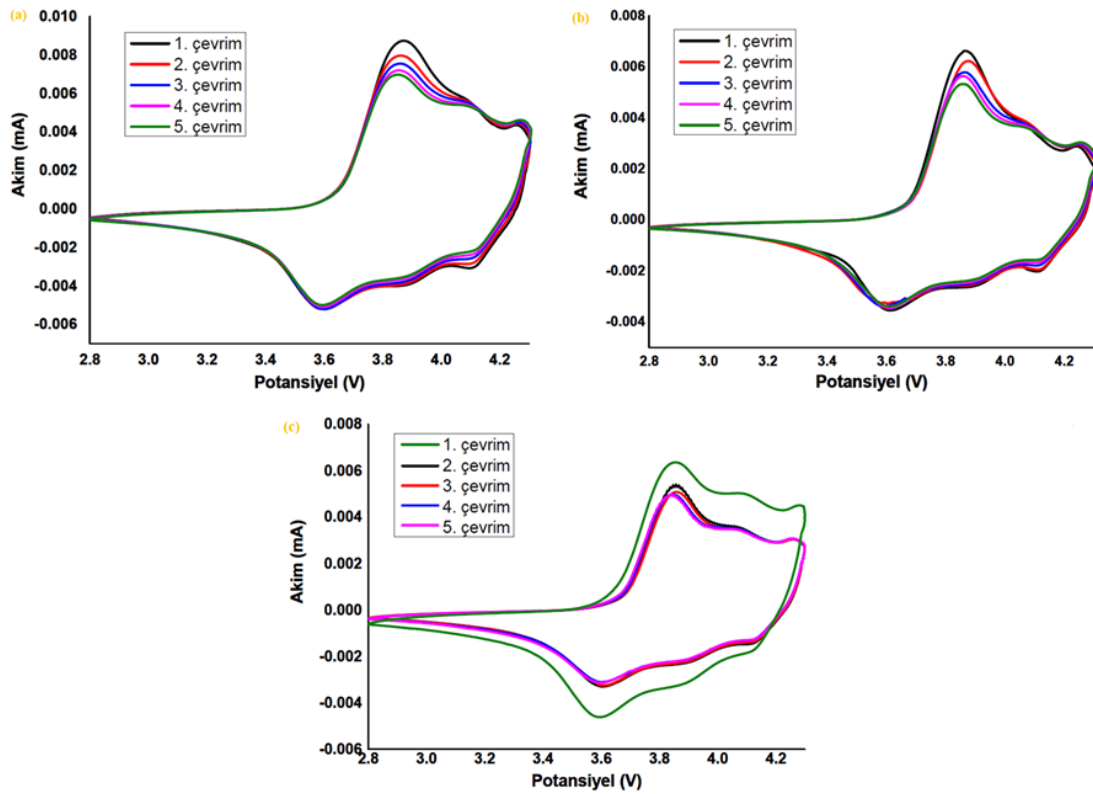 (a)
0.010
0.008
0.006
0.004
0.002
0.000
-0.002
-0.004
-0.006
Akim (mA)
1. çevrim
2. çevrim
3. çevrim
4. çevrim
5. çevrim
2.8 3.0 3.2 3.4 3.6 3.8 4.0 4.2
Potansiyel (V)
(b)
0.008
0.006
0.004
0.002
0.000
-0.002
-0.004
Akim (mA)
1. çevrim
2. çevrim
3. çevrim
4. çevrim
5. çevrim
2.8 3.0 3.2 3.4 3.6 3.8 4.0 4.2
Potansiyel (V)
(c)
0.008
0.006
0.004
0.002
0.000
-0.002
-0.004
-0.006
Akim (mA)
1. çevrim
2. çevrim
3. çevrim
4. çevrim
5. çevrim
2.8 3.0 3.2 3.4 3.6 3.8 4.0 4.2
Potansiyel (V)